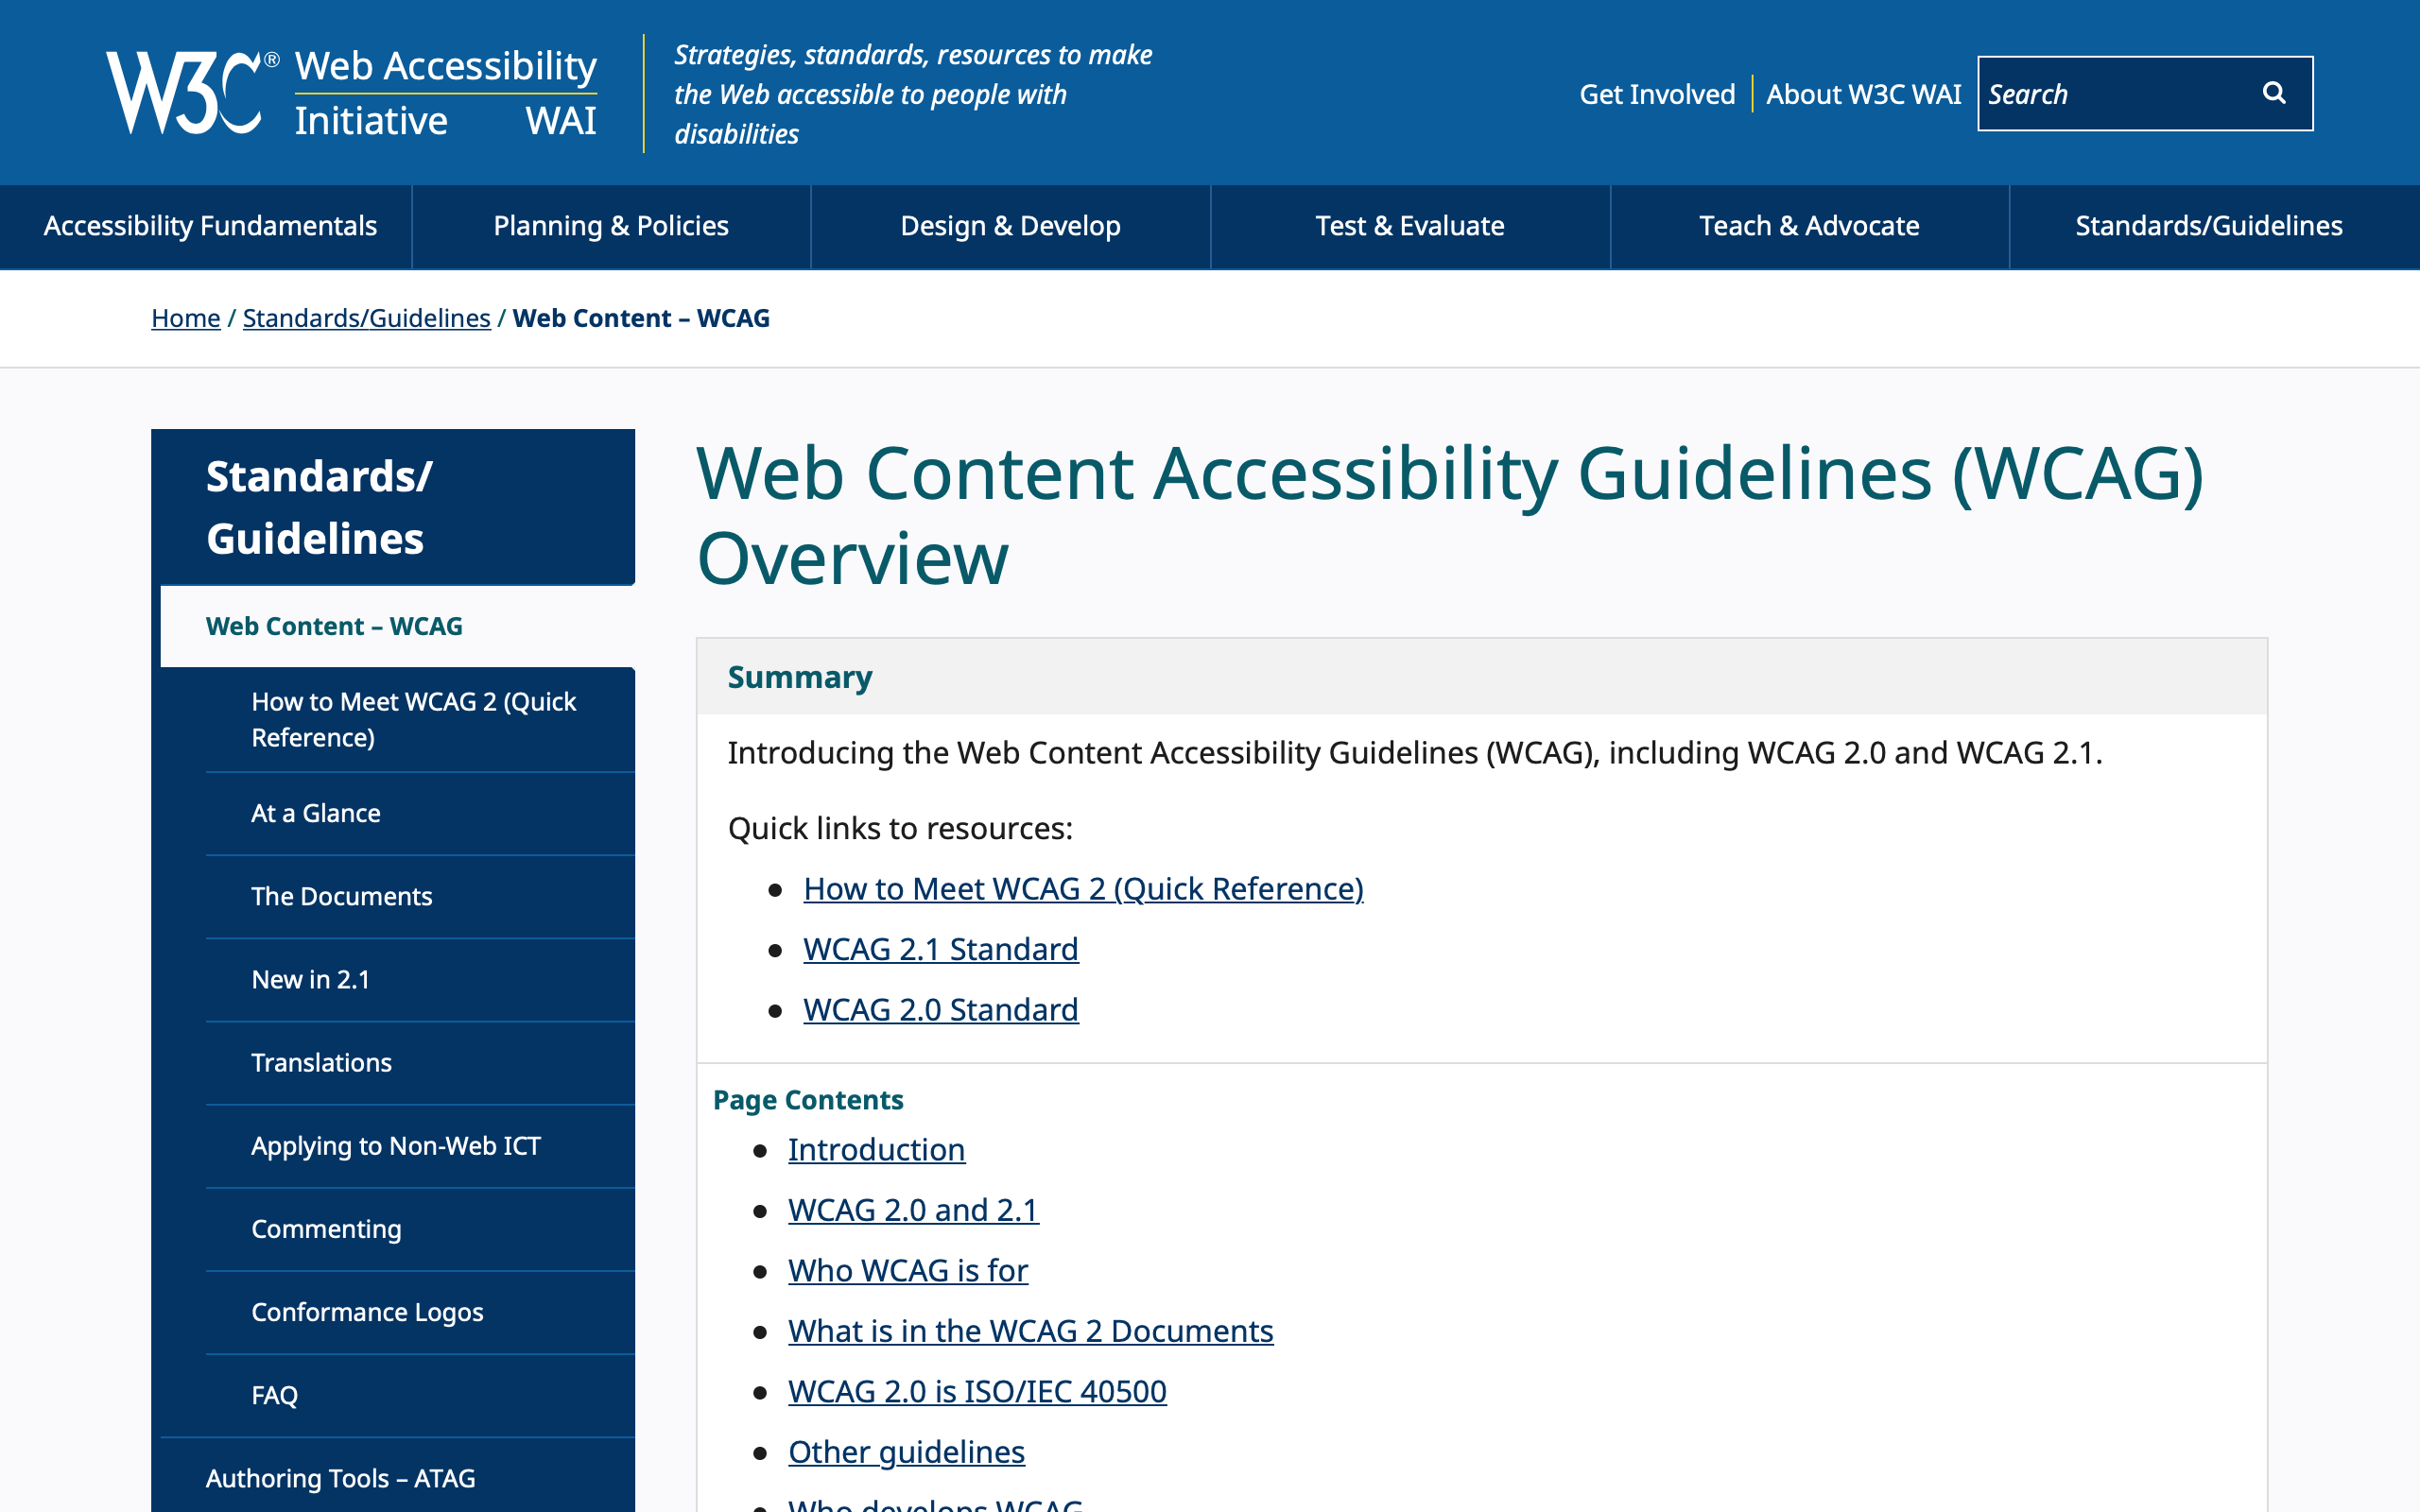 W3C® Web Accessibility
Initiative WAI
Strategies, standards, resources to make
the Web accessible to people with
disabilities
Get Involved
About W3C WAI
Search
Accessibility Fundamentals
Planning & Policies
Design & Develop
Test & Evaluate
Teach & Advocate
Standards/Guidelines
Home / Standards/Guidelines / Web Content – WCAG
Standards/
Guidelines
Web Content – WCAG
How to Meet WCAG 2 (Quick
Reference)
At a Glance
The Documents
New in 2.1
Translations
Applying to Non-Web ICT
Commenting
Conformance Logos
FAQ
Authoring Tools – ATAG
Web Content Accessibility Guidelines (WCAG)
Overview
Summary
Introducing the Web Content Accessibility Guidelines (WCAG), including WCAG 2.0 and WCAG 2.1.
Quick links to resources:
How to Meet WCAG 2 (Quick Reference)
WCAG 2.1 Standard
WCAG 2.0 Standard
Page Contents
Introduction
WCAG 2.0 and 2.1
Who WCAG is for
What is in the WCAG 2 Documents
WCAG 2.0 is ISO/IEC 40500
Other guidelines
Who develops WCAG